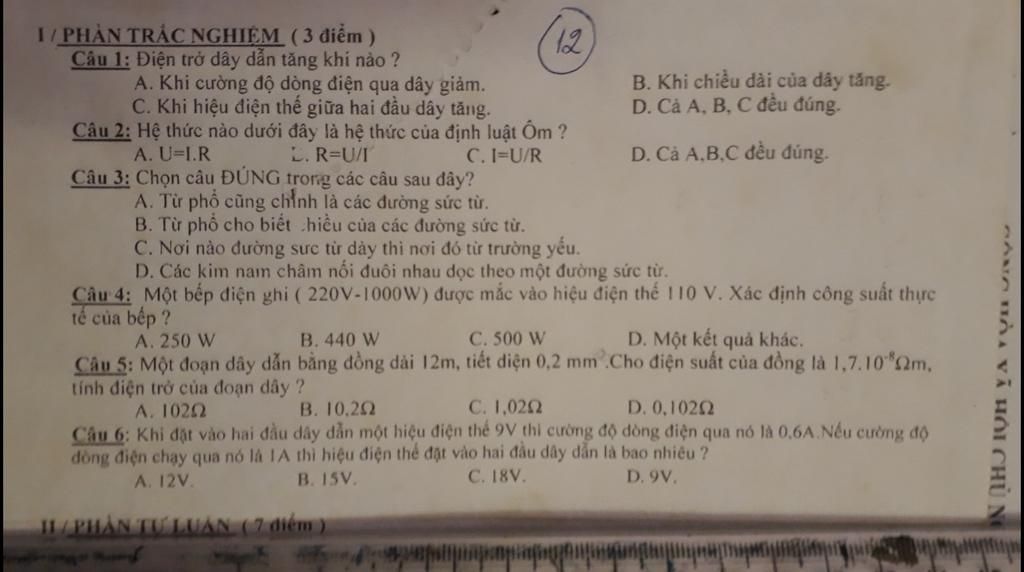 I / PHẦN TRẮC NGHIỆM ( 3 điểm )
12
Câu 1: Điện trở dây dẫn tăng khi nào ?
A. Khi cường độ dòng điện qua dây giảm. B. Khi chiều dài của dây tăng.
C. Khi hiệu điện thế giữa hai đầu dây tăng. D. Cả A, B, C đều đúng.
Câu 2: Hệ thức nào dưới đây là hệ thức của định luật Ôm ?
A. U=I.R R=U/I C. I=U/R D. Cả A,B,C đều đúng.
Câu 3: Chọn câu ĐÚNG trong các câu sau đây?
A. Từ phổ cũng chính là các đường sức từ.
B. Từ phổ cho biết chiều của các đường sức từ.
C. Nơi nào đường sưc từ dày thì nơi đó từ trường yếu.
D. Các kim nam châm nối đuôi nhau dọc theo một đường sức từ.
Câu 4: Một bếp điện ghi ( 220V-1000W) được mắc vào hiệu điện thế 110 V. Xác định công suất thực
tế của bếp ?
A. 250 W B. 440 W C. 500 W D. Một kết quả khác.
Câu 5: Một đoạn dây dẫn bằng đồng dài 12m, tiết diện 0,2 mm².Cho điện suất của đồng là 1,7.10⁻⁸Ωm,
tính điện trở của đoạn dây ?
A. 102Ω B. 10,2Ω C. 1,02Ω D. 0,102Ω
Câu 6: Khi đặt vào hai đầu dây dẫn một hiệu điện thế 9V thì cường độ dòng điện qua nó là 0,6A.Nếu cường độ
dòng điện chạy qua nó là 1A thì hiệu điện thế đặt vào hai đầu dây dẫn là bao nhiêu ?
A. 12V. B. 15V. C. 18V. D. 9V.
II / PHẦN TỰ LUẬN ( 7 điểm )